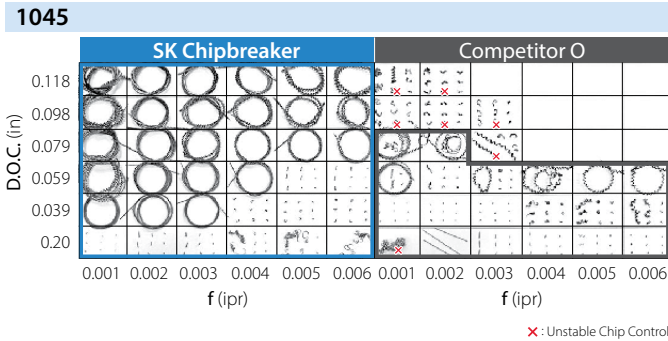 1045
SK Chipbreaker Competitor O
D.O.C. (in)
0.118
0.098
0.079
0.059
0.039
0.20
0.001 0.002 0.003 0.004 0.005 0.006 0.001 0.002 0.003 0.004 0.005 0.006
f (ipr) f (ipr)
× : Unstable Chip Control